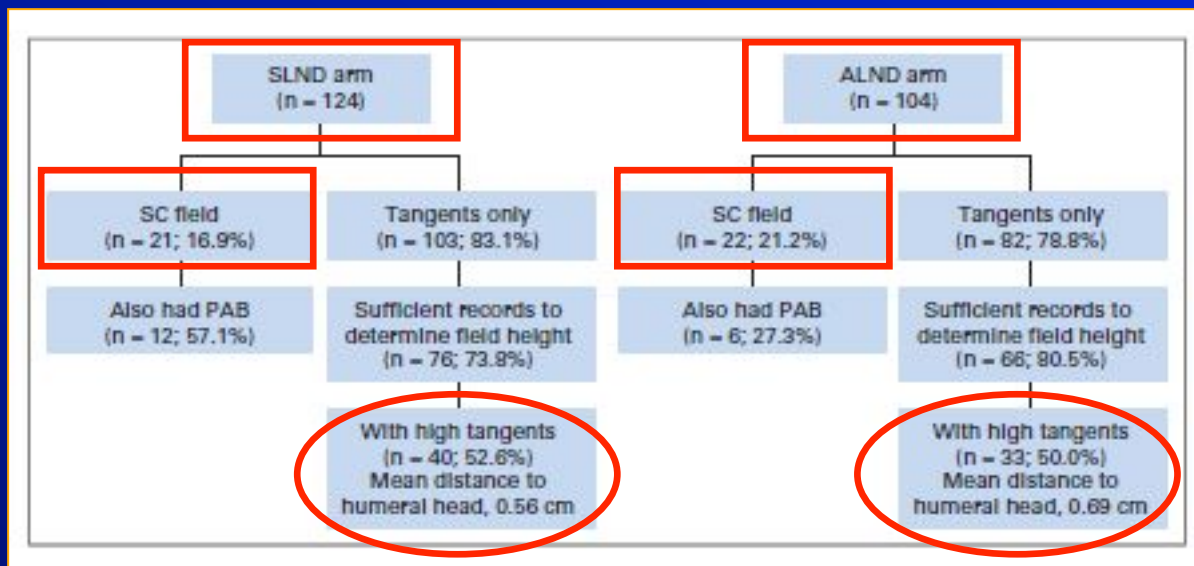 SLND arm
(n = 124)
ALND arm
(n = 104)
SC field
(n = 21; 16.9%)
Tangents only
(n = 103; 83.1%)
SC field
(n = 22; 21.2%)
Tangents only
(n = 82; 78.8%)
Also had PAB
(n = 12; 57.1%)
Sufficient records to
determine field height
(n = 76; 73.8%)
Also had PAB
(n = 6; 27.3%)
Sufficient records to
determine field height
(n = 66; 80.5%)
With high tangents
(n = 40; 52.6%)
Mean distance to
humeral head, 0.56 cm
With high tangents
(n = 33; 50.0%)
Mean distance to
humeral head, 0.69 cm